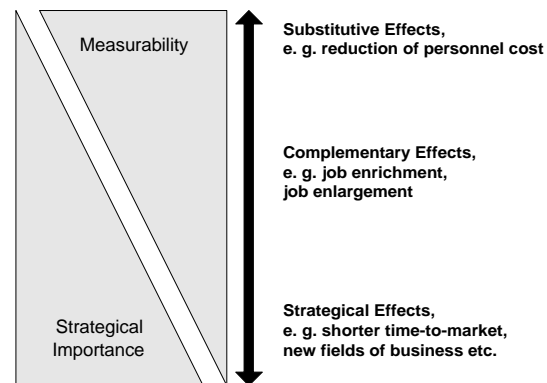 Measurability
Substitutive Effects,
e. g. reduction of personnel cost
Complementary Effects,
e. g. job enrichment,
job enlargement
Strategical
Importance
Strategical Effects,
e. g. shorter time-to-market,
new fields of business etc.